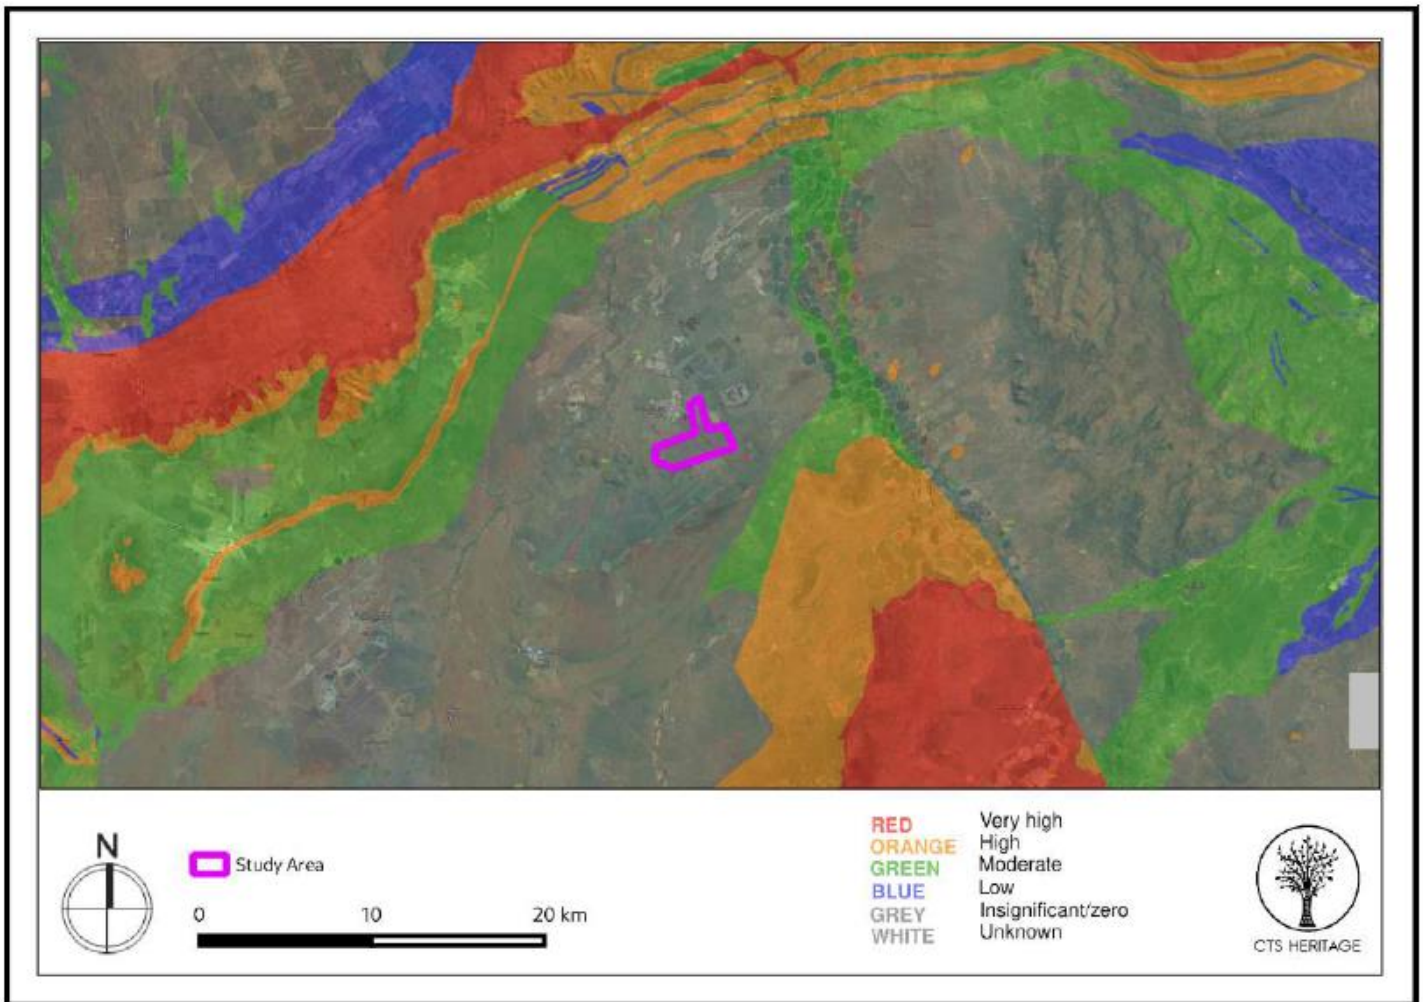 N
Study Area
0 10 20 km
RED Very high
ORANGE High
GREEN Moderate
BLUE Low
GREY Insignificant/zero
WHITE Unknown
CTS HERITAGE